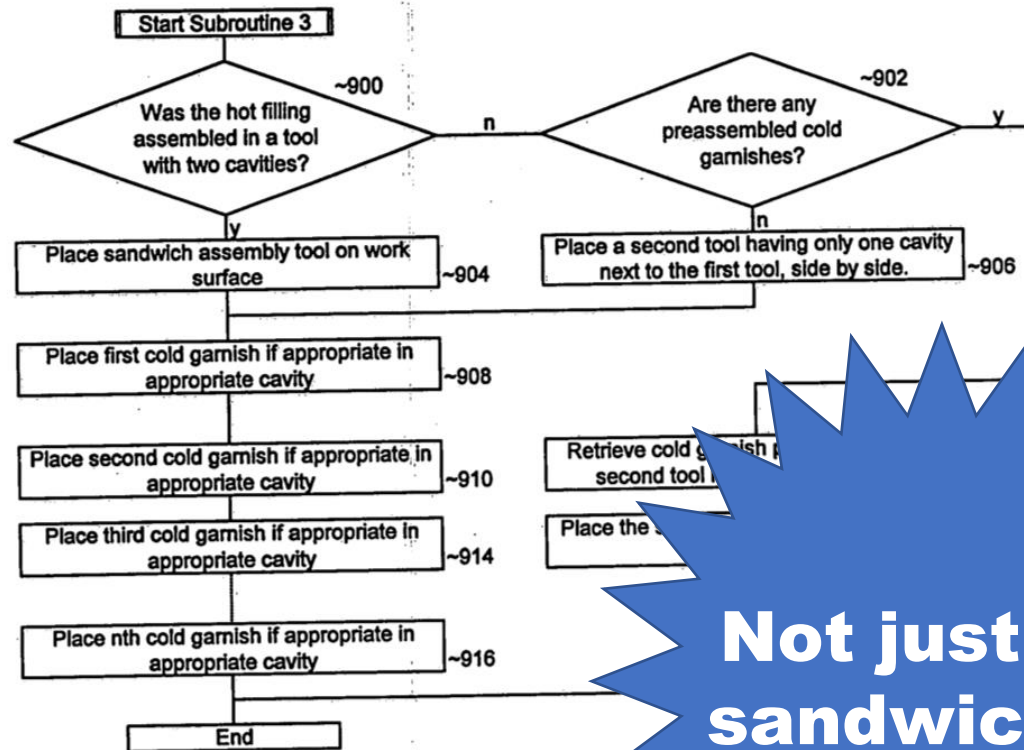 Start Subroutine 3
~900
Was the hot filling
assembled in a tool
with two cavities?
n
~902
Are there any
preassembled cold
garnishes?
y
y
Place sandwich assembly tool on work
surface
~904
n
Place a second tool having only one cavity
next to the first tool, side by side.
~906
Place first cold garnish if appropriate in
appropriate cavity
~908
Place second cold garnish if appropriate in
appropriate cavity
~910
Place third cold garnish if appropriate in
appropriate cavity
~914
Place nth cold garnish if appropriate in
appropriate cavity
~916
End
Retrieve cold
second tool
Place the
Not just
sandwic